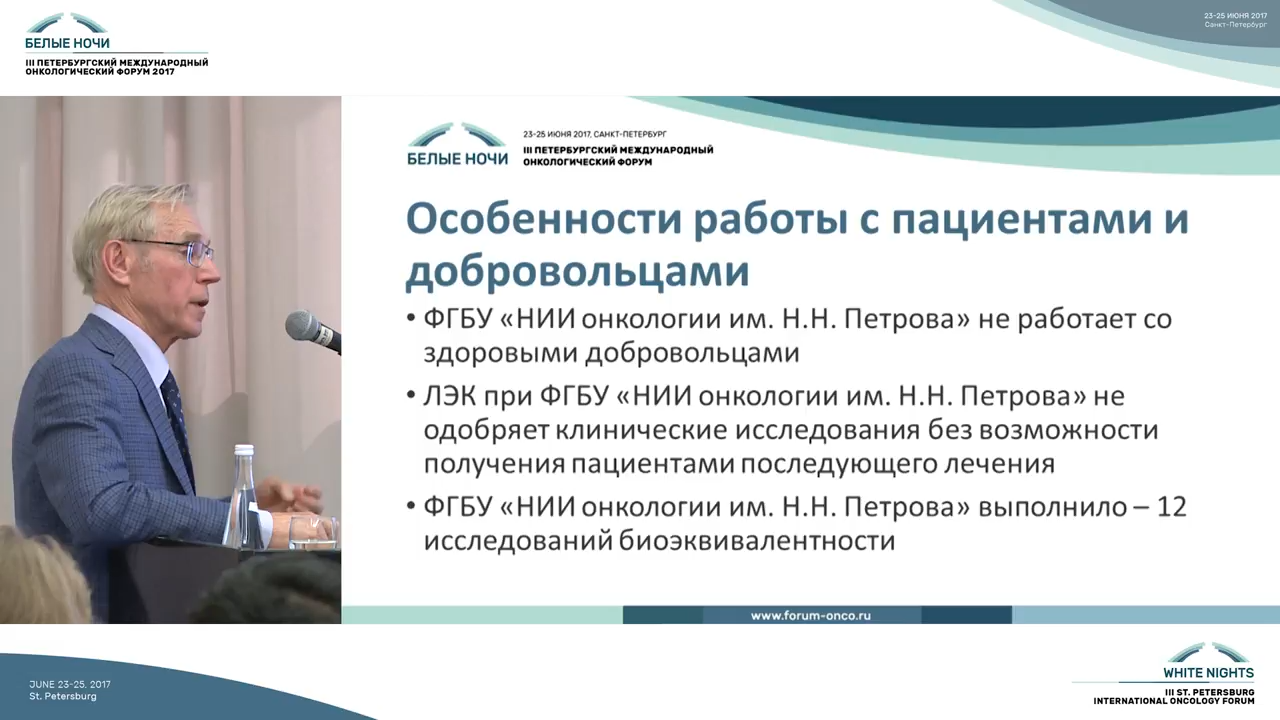 БЕЛЫЕ НОЧИ
III ПЕТЕРБУРГСКИЙ МЕЖДУНАРОДНЫЙ
ОНКОЛОГИЧЕСКИЙ ФОРУМ 2017
23-25 ИЮНЯ 2017
Санкт-Петербург
БЕЛЫЕ НОЧИ
23-25 ИЮНЯ 2017, САНКТ-ПЕТЕРБУРГ
III ПЕТЕРБУРГСКИЙ МЕЖДУНАРОДНЫЙ
ОНКОЛОГИЧЕСКИЙ ФОРУМ
Особенности работы с пациентами и
добровольцами
• ФГБУ «НИИ онкологии им. Н.Н. Петрова» не работает со
здоровыми добровольцами
• ЛЭК при ФГБУ «НИИ онкологии им. Н.Н. Петрова» не
одобряет клинические исследования без возможности
получения пациентами последующего лечения
• ФГБУ «НИИ онкологии им. Н.Н. Петрова» выполнило – 12
исследований биоэквивалентности
www.forum-onco.ru
JUNE 23-25, 2017
St. Petersburg
WHITE NIGHTS
III ST. PETERSBURG
INTERNATIONAL ONCOLOGY FORUM